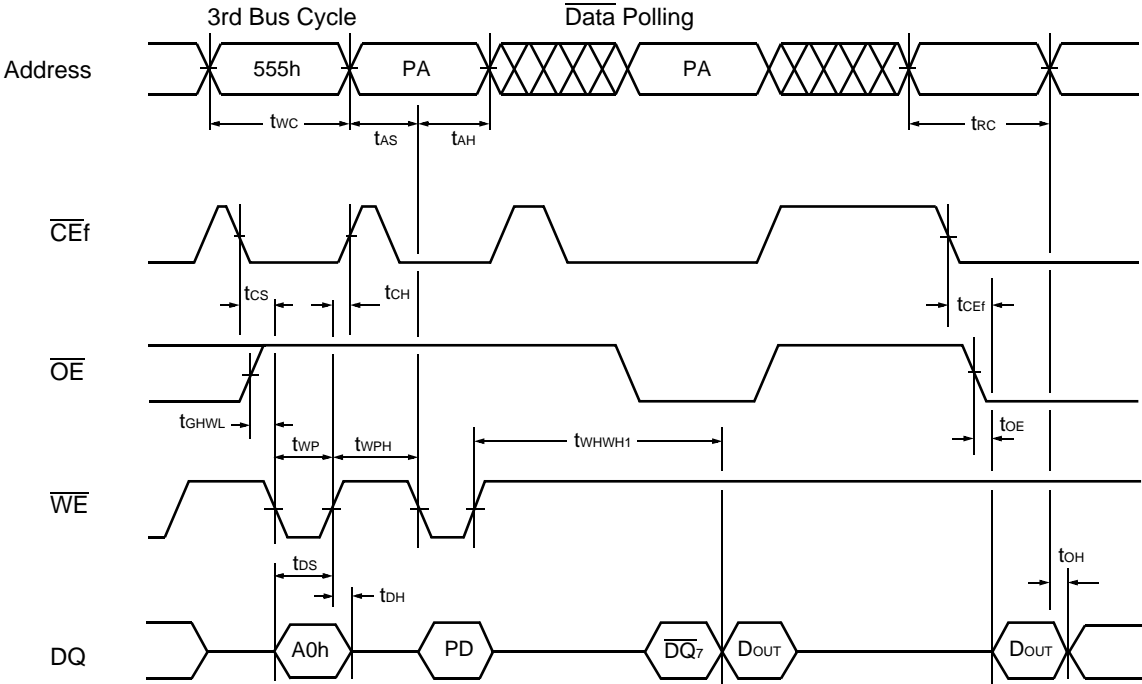 3rd Bus Cycle
Data Polling
Address
555h
PA
PA
tWC
tAS
tAH
tRC
CEf
tCS
tCH
tCEf
OE
tGHWL
tWP
tWPH
tWHWH1
tOE
WE
tDS
tDH
tOH
DQ
A0h
PD
DQ7
DOUT
DOUT